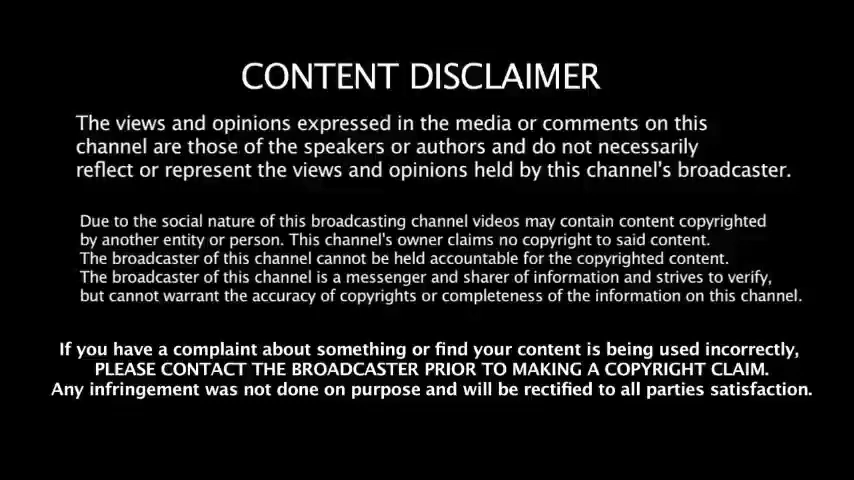 CONTENT DISCLAIMER
The views and opinions expressed in the media or comments on this
channel are those of the speakers or authors and do not necessarily
reflect or represent the views and opinions held by this channel's broadcaster.
Due to the social nature of this broadcasting channel videos may contain content copyrighted
by another entity or person. This channel's owner claims no copyright to said content.
The broadcaster of this channel cannot be held accountable for the copyrighted content.
The broadcaster of this channel is a messenger and sharer of information and strives to verify,
but cannot warrant the accuracy of copyrights or completeness of the information on this channel.
If you have a complaint about something or find your content is being used incorrectly,
PLEASE CONTACT THE BROADCASTER PRIOR TO MAKING A COPYRIGHT CLAIM.
Any infringement was not done on purpose and will be rectified to all parties satisfaction.